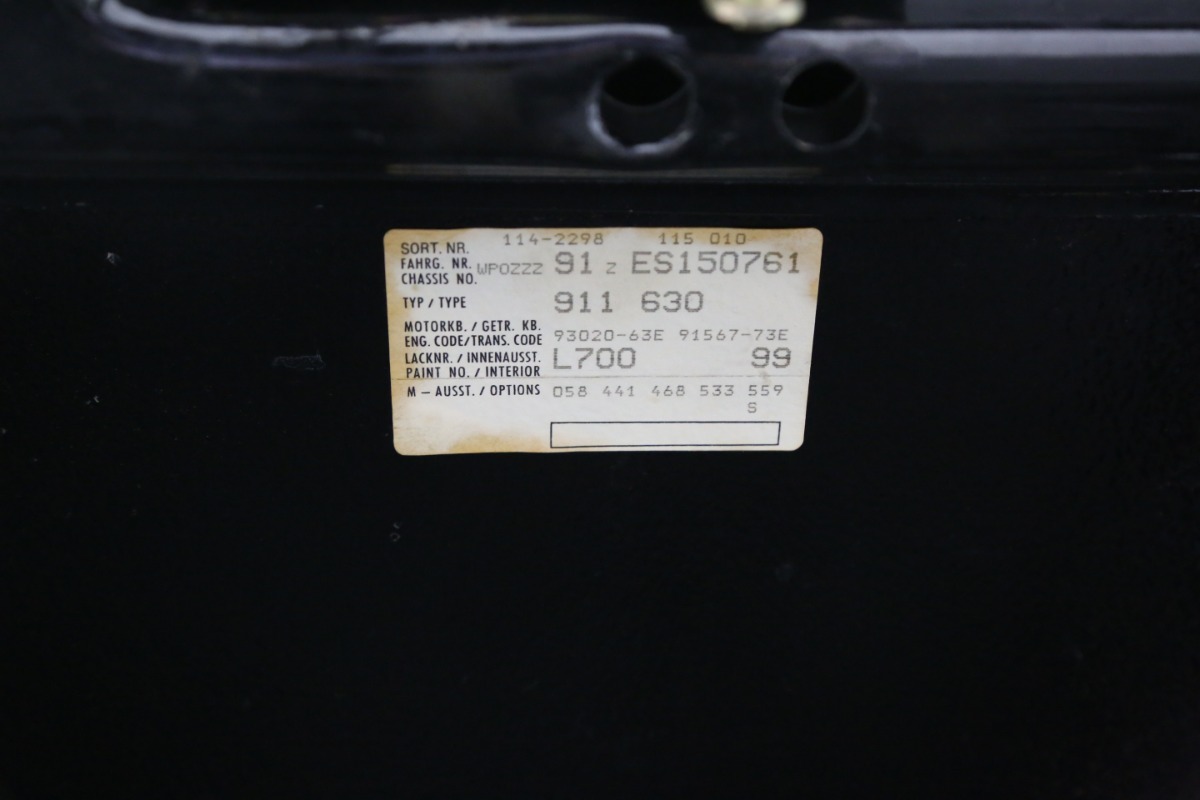 SORT. NR. 114-2298 115 010
FAHRG. NR.
CHASSIS NO. WPOZZZ 91 Z ES150761
TYP / TYPE 911 630
MOTORKB. / GETR. KB.
ENG. CODE/TRANS. CODE 93020-63E 91567-73E
LACKNR. / INNENAUSST. L700 99
PAINT NO. / INTERIOR
M – AUSST. / OPTIONS 058 441 468 533 559
S